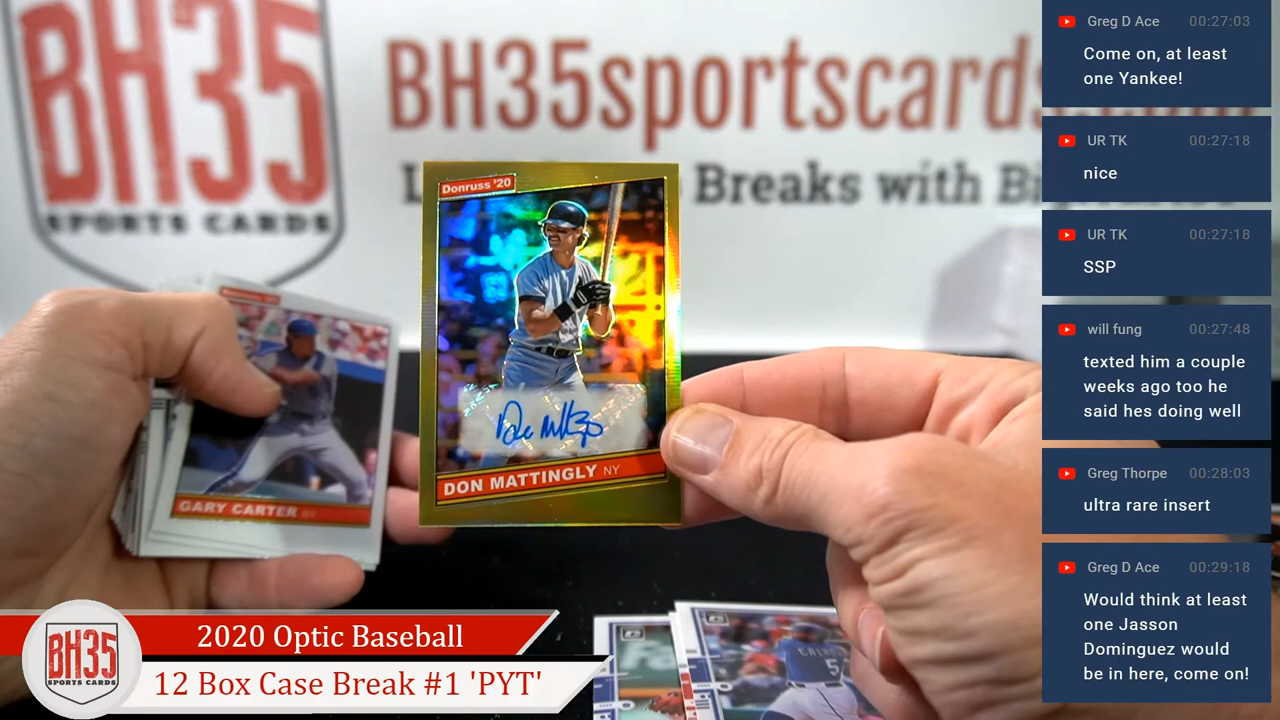 BH35
SPORTS CARDS
BH35sportscards.
Breaks with
Donruss '20
DON MATTINGLY NY
GARY CARTER NY
BH35
SPORTS CARDS
2020 Optic Baseball
12 Box Case Break #1 'PYT'
Greg D Ace 00:27:03
Come on, at least
one Yankee!
UR TK 00:27:18
nice
UR TK 00:27:18
SSP
will fung 00:27:48
texted him a couple
weeks ago too he
said hes doing well
Greg Thorpe 00:28:03
ultra rare insert
Greg D Ace 00:29:18
Would think at least
one Jasson
Dominguez would
be in here, come on!